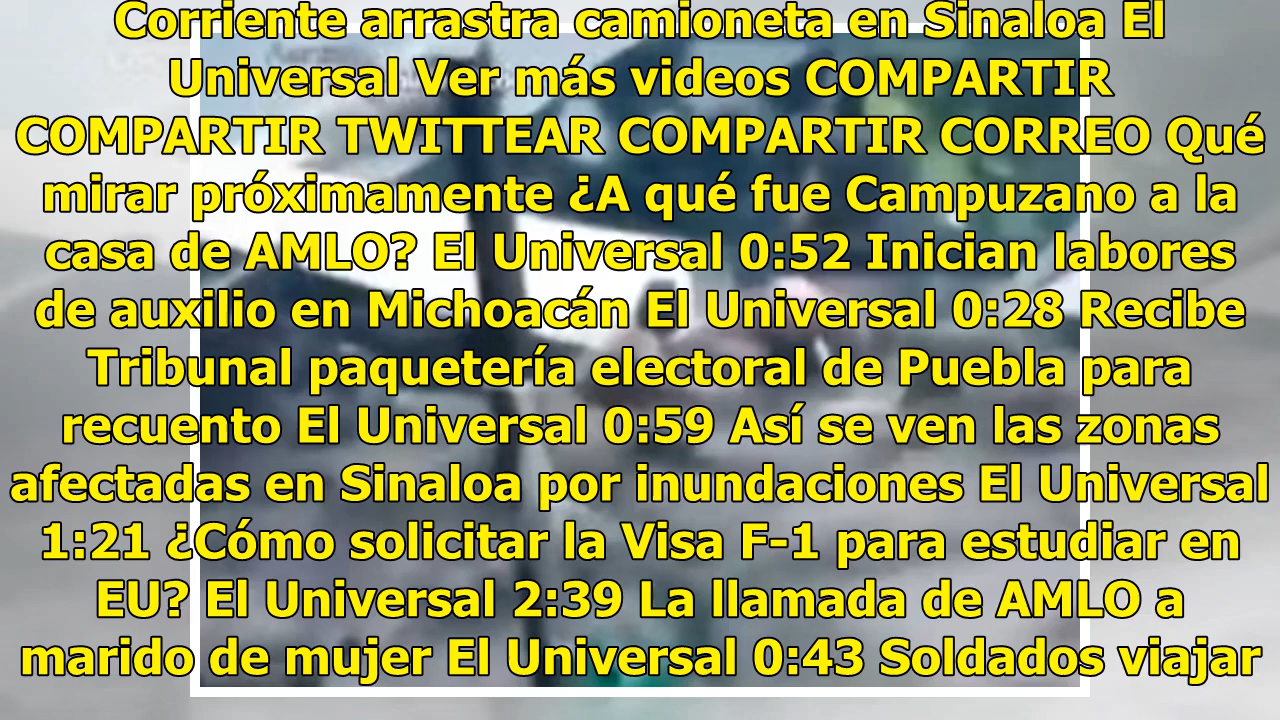 Corriente arrastra camioneta en Sinaloa El
Universal Ver más videos COMPARTIR
COMPARTIR TWITTEAR COMPARTIR CORREO Qué
mirar próximamente ¿A qué fue Campuzano a la
casa de AMLO? El Universal 0:52 Inician labores
de auxilio en Michoacán El Universal 0:28 Recibe
Tribunal paquetería electoral de Puebla para
recuento El Universal 0:59 Así se ven las zonas
afectadas en Sinaloa por inundaciones El Universal
1:21 ¿Cómo solicitar la Visa F-1 para estudiar en
EU? El Universal 2:39 La llamada de AMLO a
marido de mujer El Universal 0:43 Soldados viajar